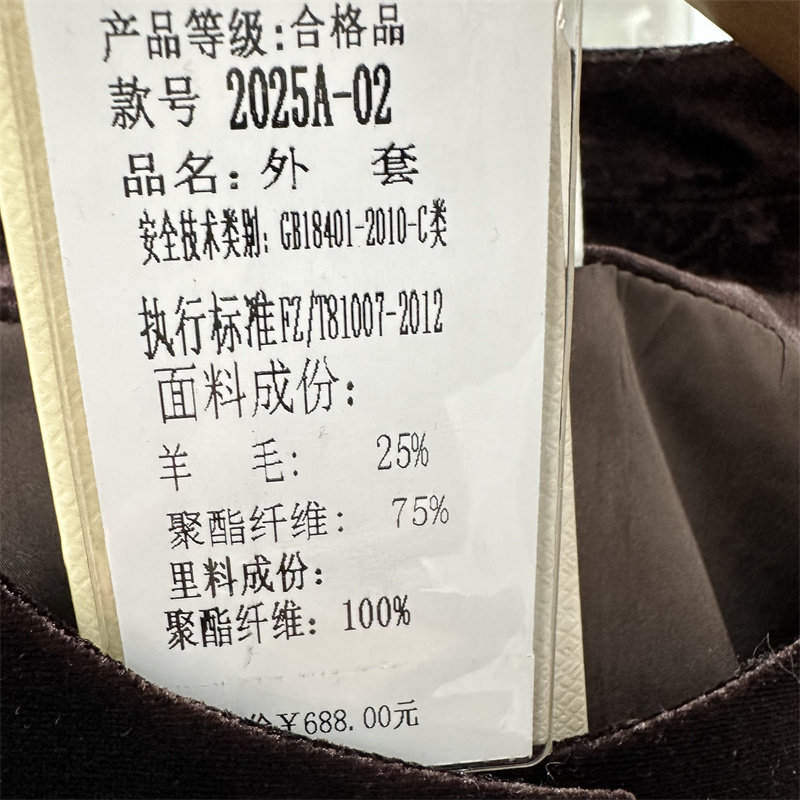 产品等级:合格品
款号 2025A-02
品名: 外 套
安全技术类别: GB18401-2010-C类
执行标准FZ/T81007-2012
面料成份:
羊 毛: 25%
聚酯纤维: 75%
里料成份:
聚酯纤维: 100%
价¥688.00元